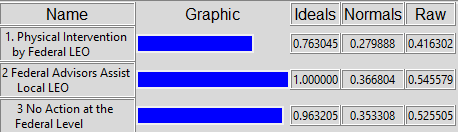 Name Graphic Ideals Normals Raw
1. Physical Intervention
by Federal LEO 0.763045 0.279888 0.416302
2 Federal Advisors Assist
Local LEO 1.000000 0.366804 0.545579
3 No Action at the
Federal Level 0.963205 0.353308 0.525505